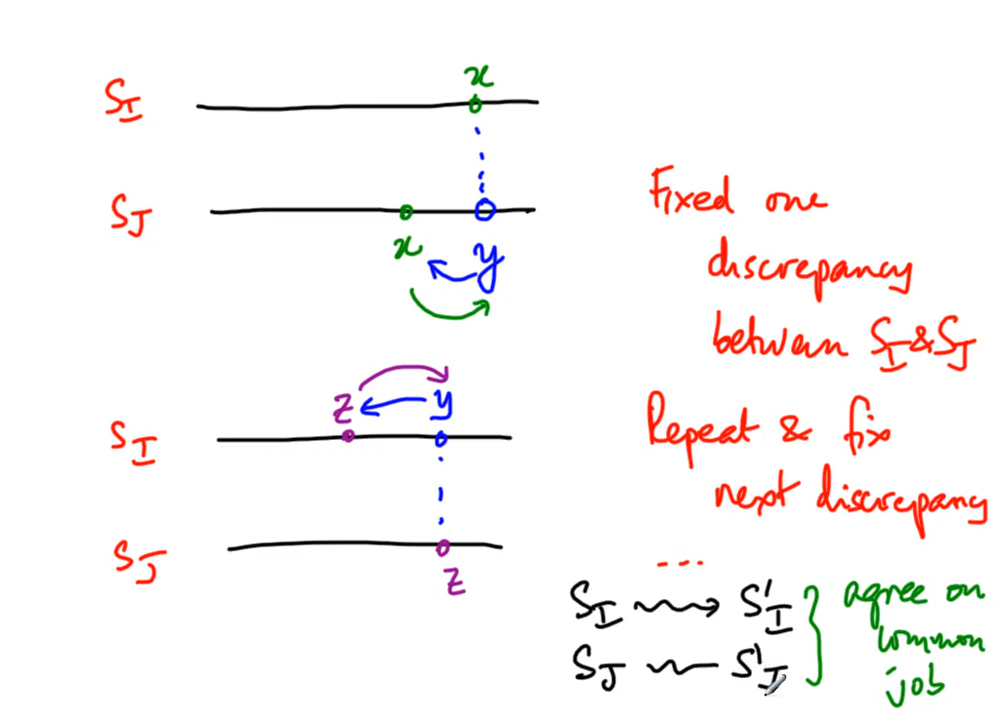 x
S_I
S_J
x y
Fixed one
discrepancy
between S_I & S_J
z y
S_I
Repeat & fix
next discrepancy
S_J
z
...
S_I ⟿ S'_I } agree on
common
S_J ⟿ S'_J
job